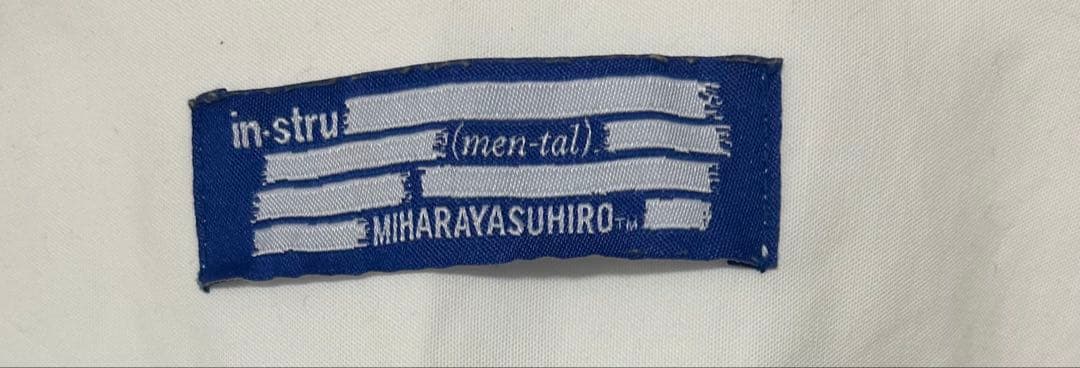 in·stru
(men-tal).
MIHARAYASUHIRO™